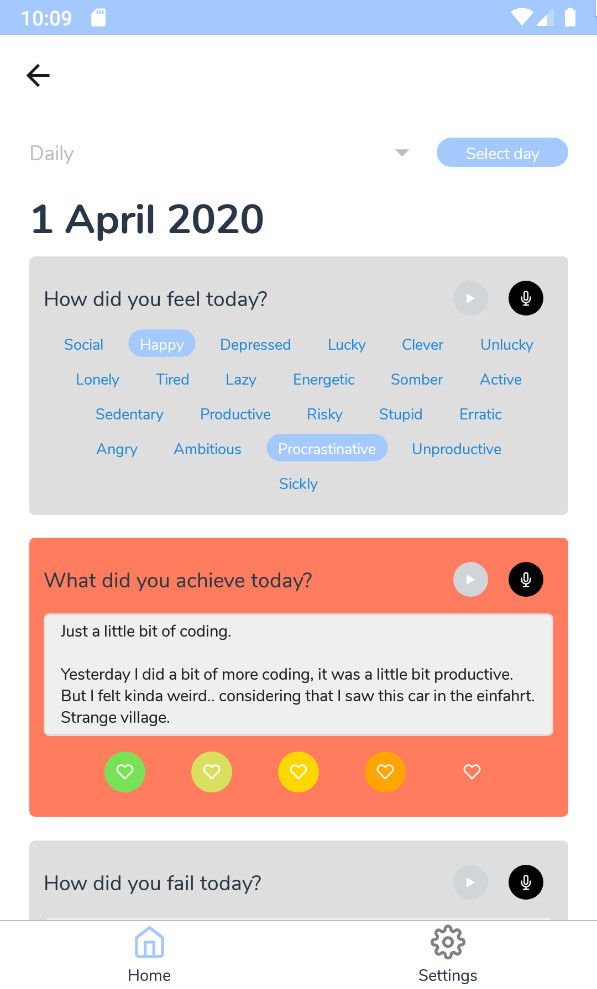 10:09
Daily Select day
1 April 2020
How did you feel today?
Social Happy Depressed Lucky Clever Unlucky
Lonely Tired Lazy Energetic Somber Active
Sedentary Productive Risky Stupid Erratic
Angry Ambitious Procrastinative Unproductive
Sickly
What did you achieve today?
Just a little bit of coding.
Yesterday I did a bit of more coding, it was a little bit productive.
But I felt kinda weird.. considering that I saw this car in the einfahrt.
Strange village.
How did you fail today?
Home Settings